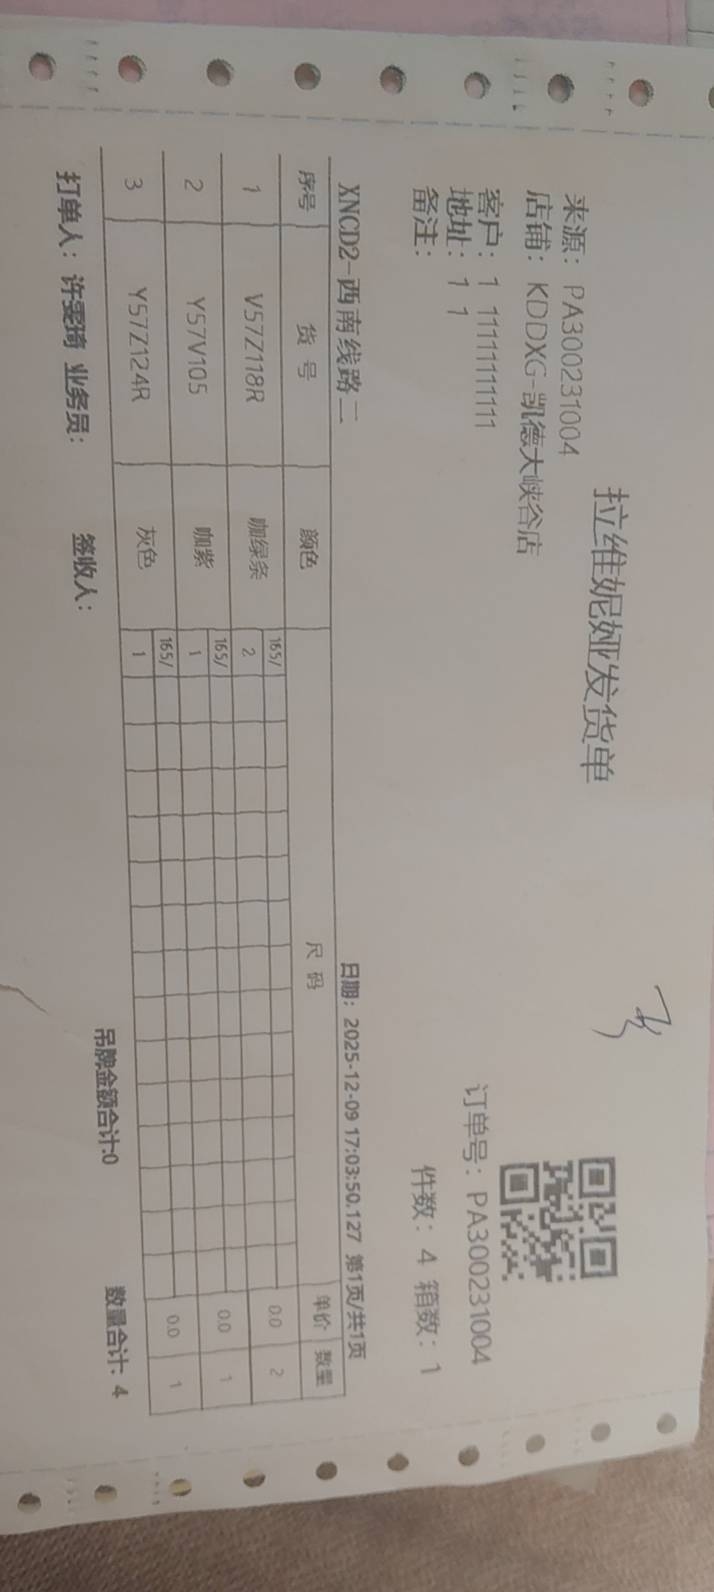 拉维妮娅发货单
来源：PA300231004
店铺：KDDXG-凯德大峡谷店
订单号：PA300231004
客户：1 11111111111
地址：1 1
件数：4 箱数：1
备注：
XNCD2-西南线路二 日期：2025-12-09 17:03:50.127 第1页/共1页
序号 货号 颜色 尺码 单价 数量
165/
1 V57Z118R 咖绿条 2 0.0 2
165/
2 Y57V105 咖紫 1 0.0 1
165/
3 Y57Z124R 灰色 1 0.0 1
吊牌金额合计:0 数量合计：4
打单人：许雯琦 业务员： 签收人：